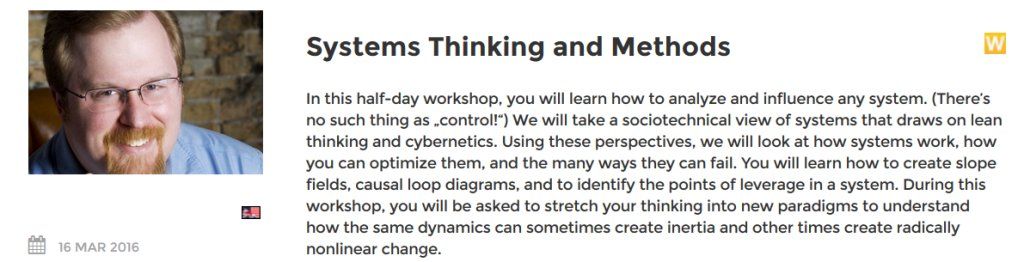 Systems Thinking and Methods
W
In this half-day workshop, you will learn how to analyze and influence any system. (There's
no such thing as „control!“) We will take a sociotechnical view of systems that draws on lean
thinking and cybernetics. Using these perspectives, we will look at how systems work, how
you can optimize them, and the many ways they can fail. You will learn how to create slope
fields, causal loop diagrams, and to identify the points of leverage in a system. During this
workshop, you will be asked to stretch your thinking into new paradigms to understand
how the same dynamics can sometimes create inertia and other times create radically
nonlinear change.
16 MAR 2016